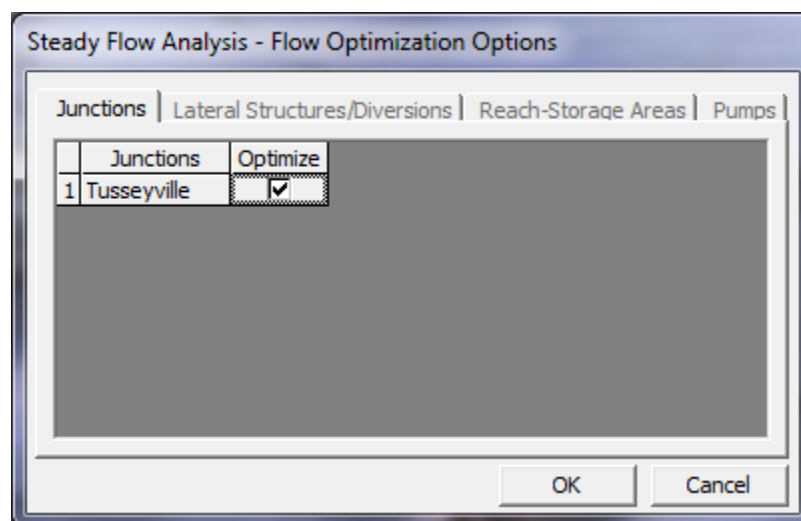 Steady Flow Analysis - Flow Optimization Options
Junctions Lateral Structures/Diversions Reach-Storage Areas Pumps
Junctions Optimize
1 Tusseyville
OK Cancel